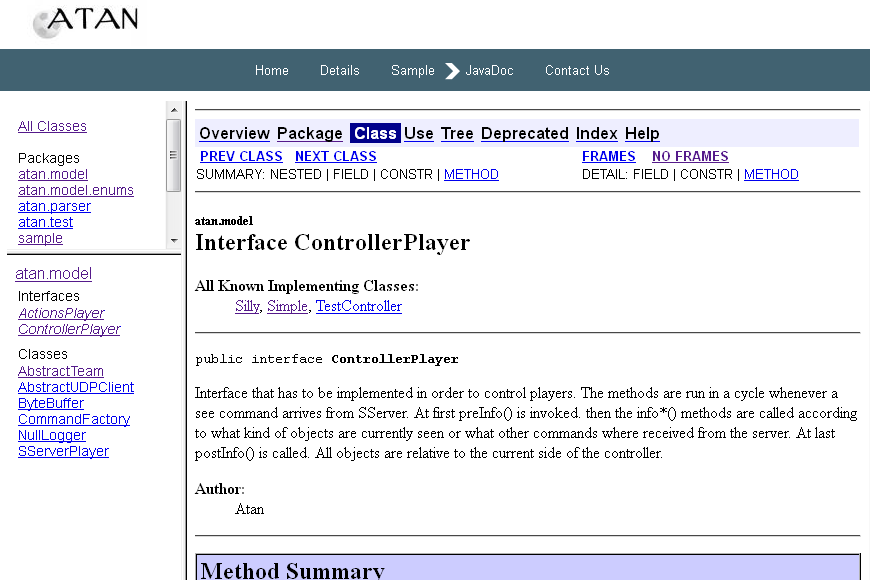 ATAN
Home Details Sample JavaDoc Contact Us
All Classes
Packages
atan.model
atan.model.enums
atan.parser
atan.test
sample
atan.model
Interfaces
ActionsPlayer
ControllerPlayer
Classes
AbstractTeam
AbstractUDPClient
ByteBuffer
CommandFactory
NullLogger
SServerPlayer
Overview Package Class Use Tree Deprecated Index Help
PREV CLASS NEXT CLASS FRAMES NO FRAMES
SUMMARY: NESTED | FIELD | CONSTR | METHOD DETAIL: FIELD | CONSTR | METHOD
atan.model
Interface ControllerPlayer
All Known Implementing Classes:
Silly, Simple, TestController
public interface ControllerPlayer
Interface that has to be implemented in order to control players. The methods are run in a cycle whenever a
see command arrives from SServer. At first preInfo() is invoked. then the info*() methods are called according
to what kind of objects are currently seen or what other commands where received from the server. At last
postInfo() is called. All objects are relative to the current side of the controller.
Author:
Atan
Method Summary